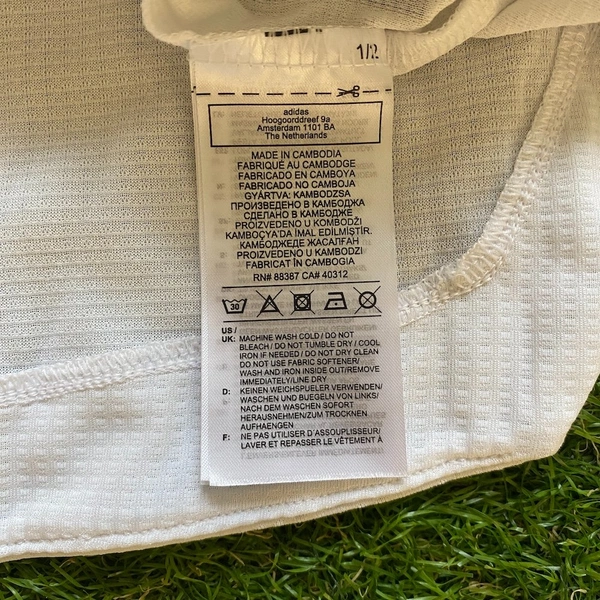 1/2
adidas
Hoogoorddreef 9a
Amsterdam 1101 BA
The Netherlands
MADE IN CAMBODIA
FABRIQUÉ AU CAMBODGE
FABRICADO EN CAMBOYA
FABRICADO NO CAMBOJA
GYÁRTVA: KAMBODZSA
ПРОИЗВЕДЕНО В КАМБОДЖА
СДЕЛАНО В КАМБОДЖЕ
PROIZVEDENO U KOMBODŽI
KAMBOÇYA'DA İMAL EDİLMİŞTİR.
КАМБОДЖЕДЕ ЖАСАЛҒАН
PROIZVEDENO U KAMBODŽI
FABRICAT ÎN CAMBOGIA
RN# 88387 CA# 40312
30
US /
UK: MACHINE WASH COLD / DO NOT
BLEACH / DO NOT TUMBLE DRY / COOL
IRON IF NEEDED / DO NOT DRY CLEAN
DO NOT USE FABRIC SOFTENER/
WASH AND IRON INSIDE OUT/REMOVE
IMMEDIATELY/LINE DRY
D: KEINEN WEICHSPUELER VERWENDEN/
WASCHEN UND BUEGELN VON LINKS/
NACH DEM WASCHEN SOFORT
HERAUSNEHMEN/ZUM TROCKNEN
AUFHAENGEN
F: NE PAS UTILISER D'ASSOUPLISEUR/
LAVER ET REPASSER LE VÊTEMENT À